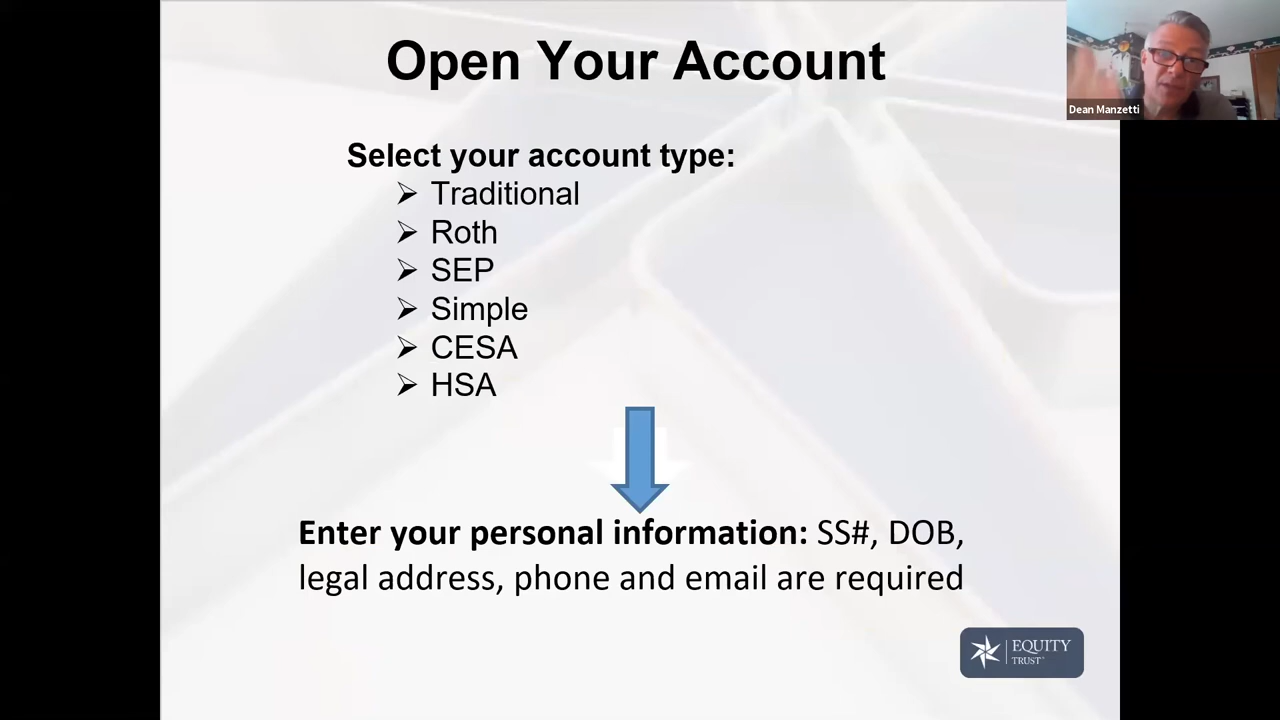 Open Your Account
Dean Manzetti
Select your account type:
Traditional
Roth
SEP
Simple
CESA
HSA
Enter your personal information: SS#, DOB,
legal address, phone and email are required
EQUITY
TRUST